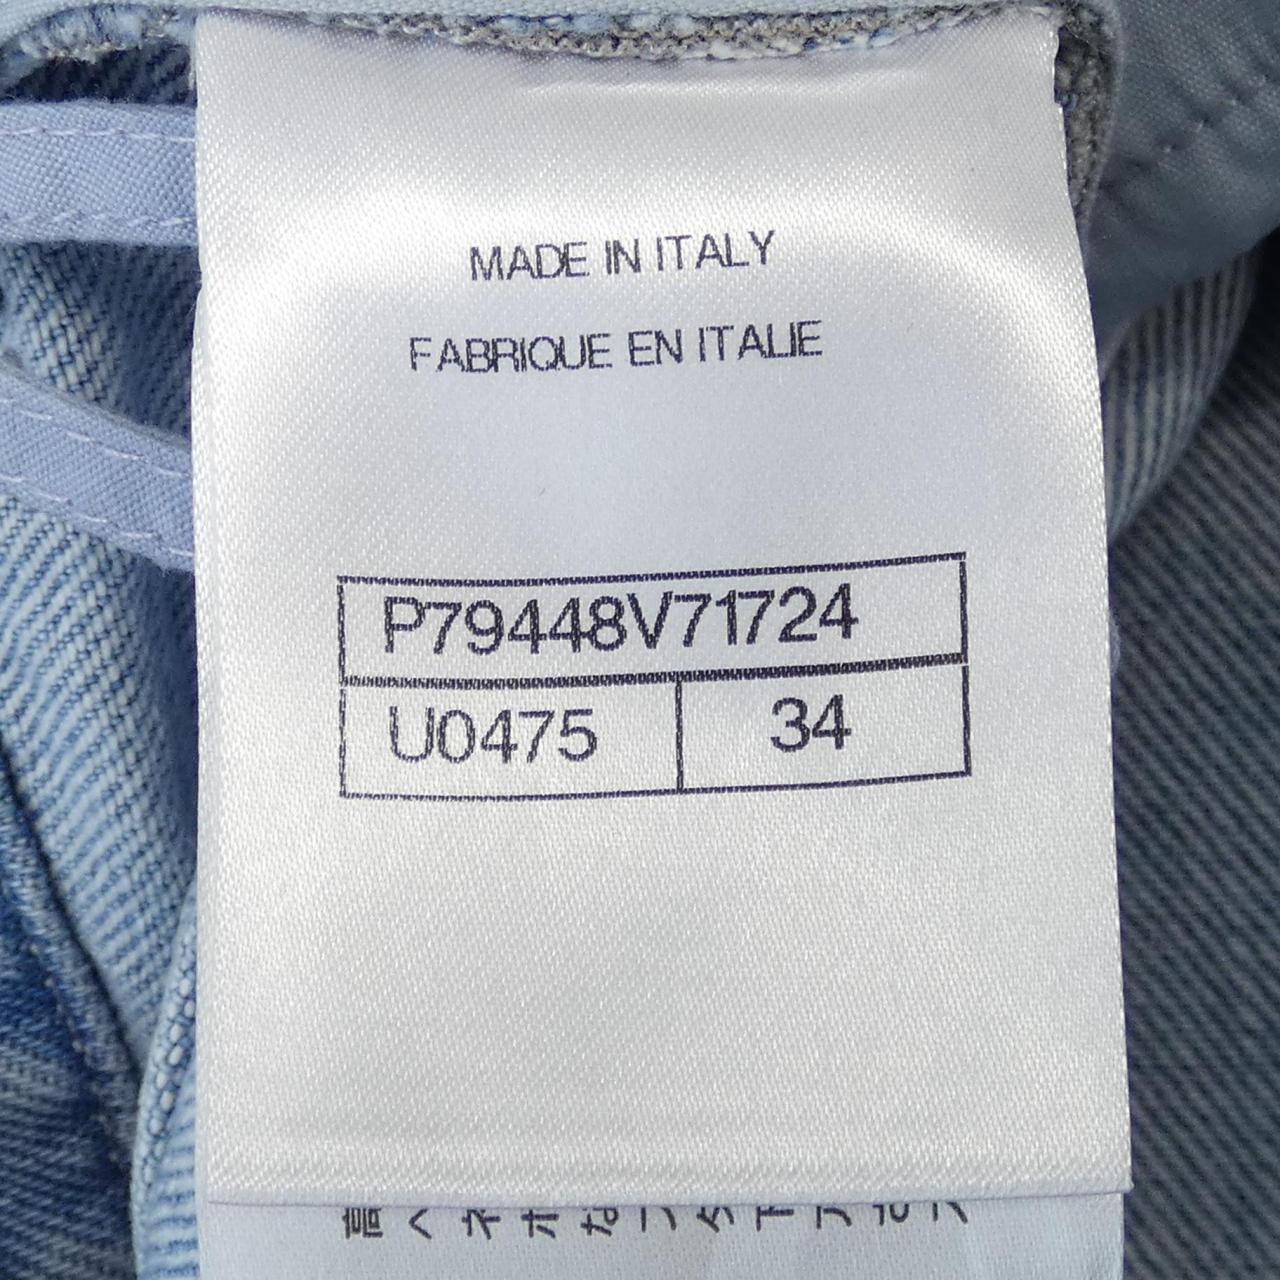 MADE IN ITALY
FABRIQUE EN ITALIE
P79448V71724
U0475 34